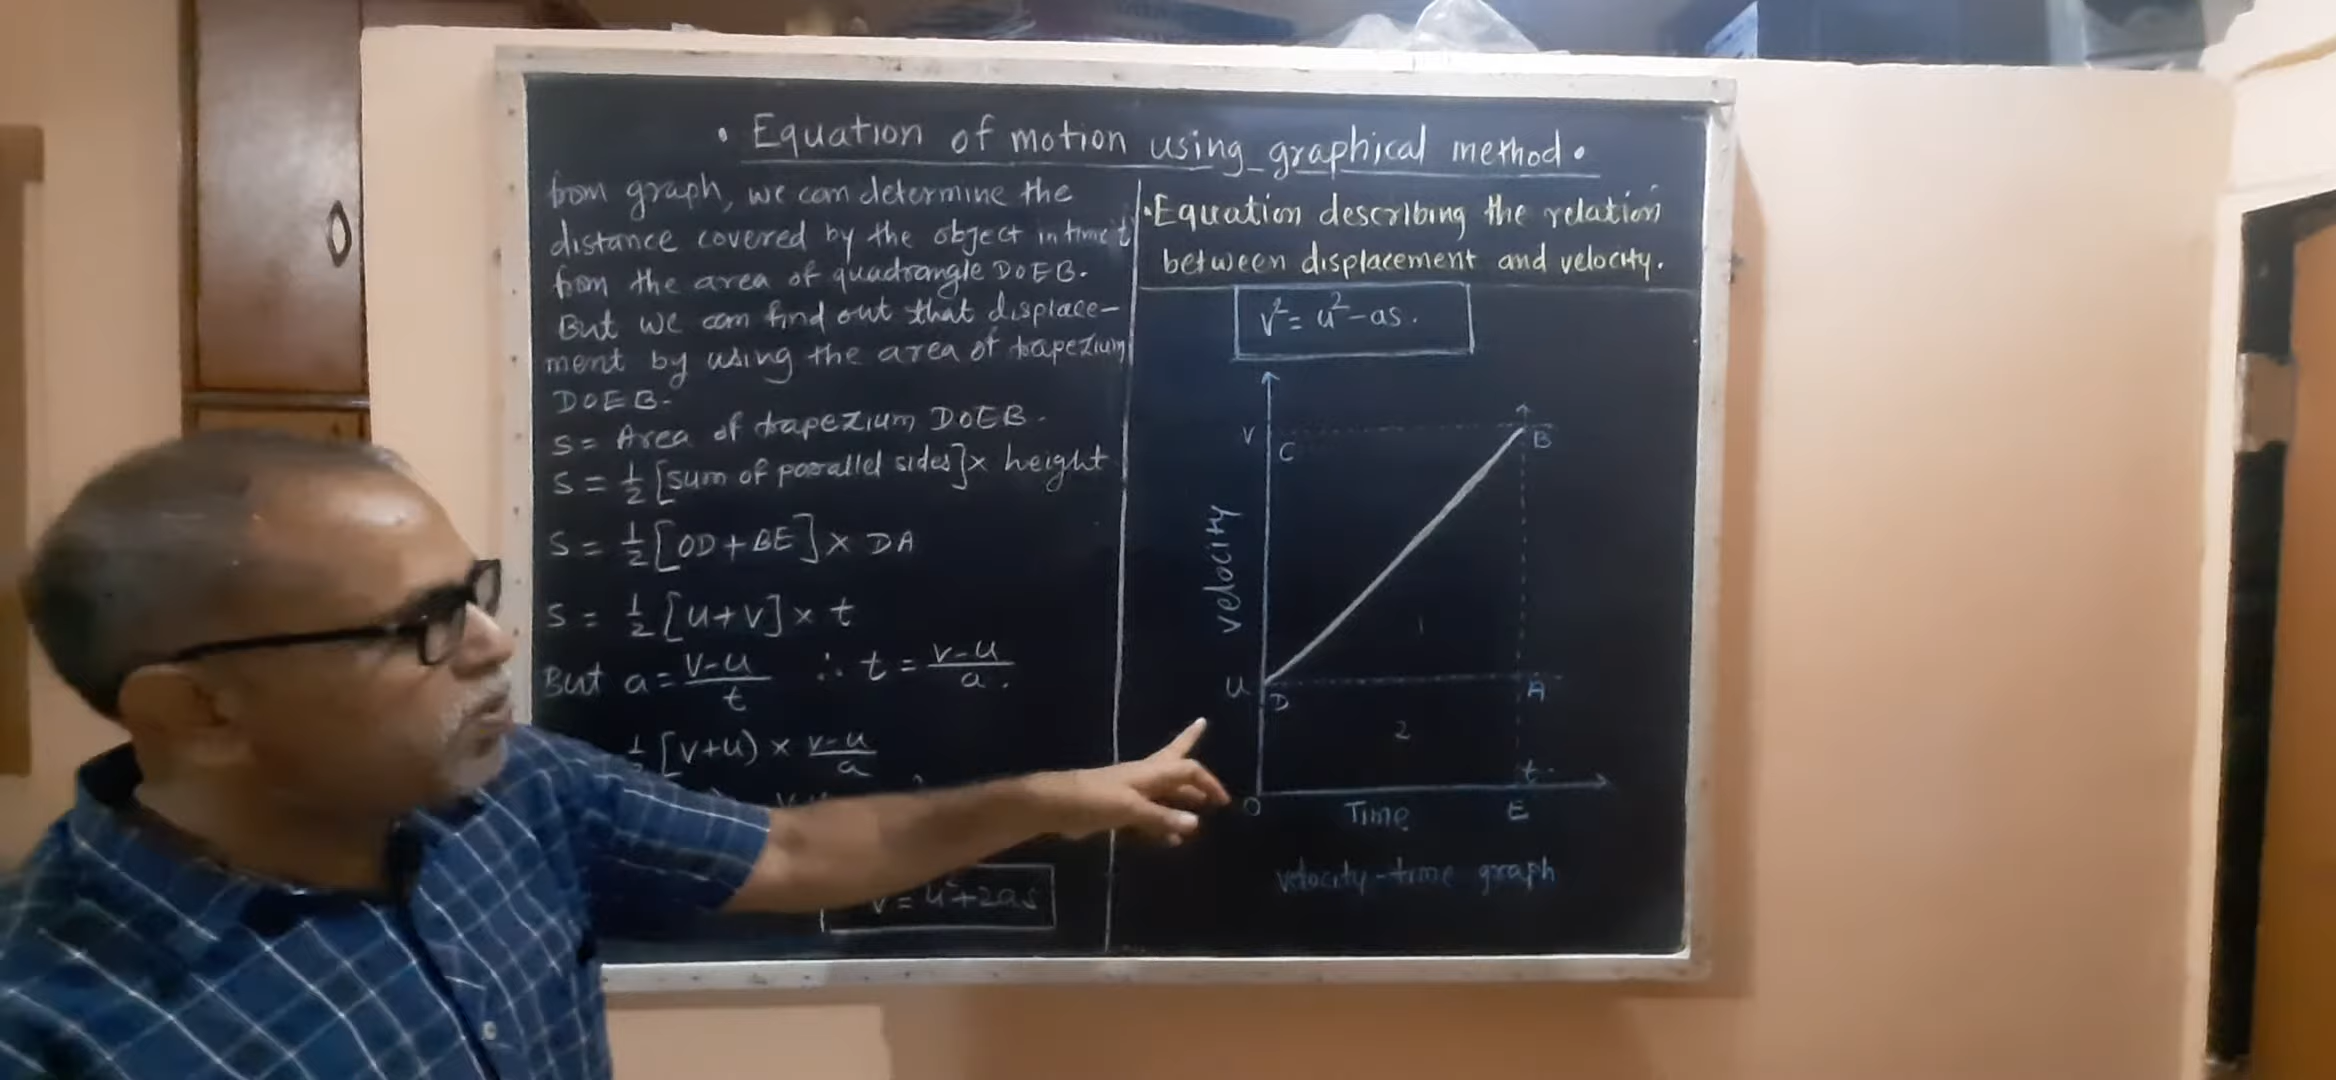 • Equation of motion using graphical method •
from graph, we can determine the
distance covered by the object in time 't'
from the area of quadrangle DOEB.
But we can find out that displace-
ment by using the area of trapezium
DOEB.
S = Area of trapezium DOEB.
S = 1/2 [sum of parallel sides] × height
S = 1/2 [OD + BE] × DA
S = 1/2 [u+v] × t
But a = v-u/t ∴ t = v-u/a.
[v+u) × v-u/a
= u²+2as
• Equation describing the relation
between displacement and velocity.
v² = u² - as.
V
C
B
velocity
1
u
D
A
2
t
O
Time
E
velocity-time graph